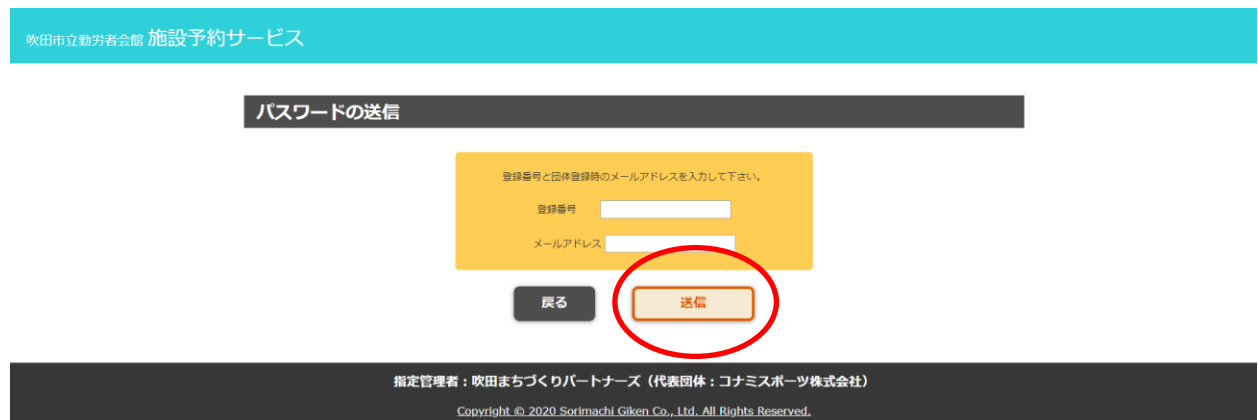 吹田市立勤労者会館 施設予約サービス
パスワードの送信
登録番号と団体登録時のメールアドレスを入力して下さい。
登録番号
メールアドレス
戻る
送信
指定管理者：吹田まちづくりパートナーズ（代表団体：コナミスポーツ株式会社）
Copyright © 2020 Sorimachi Giken Co., Ltd. All Rights Reserved.